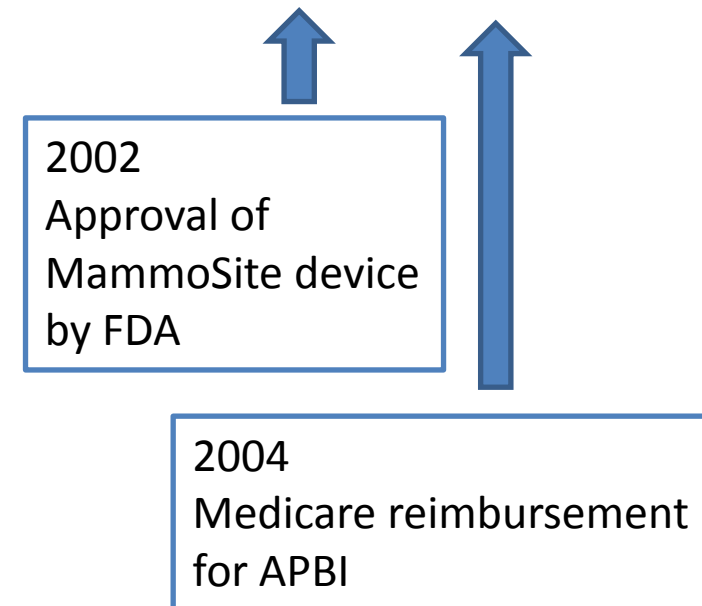 2002
Approval of
MammoSite device
by FDA
2004
Medicare reimbursement
for APBI